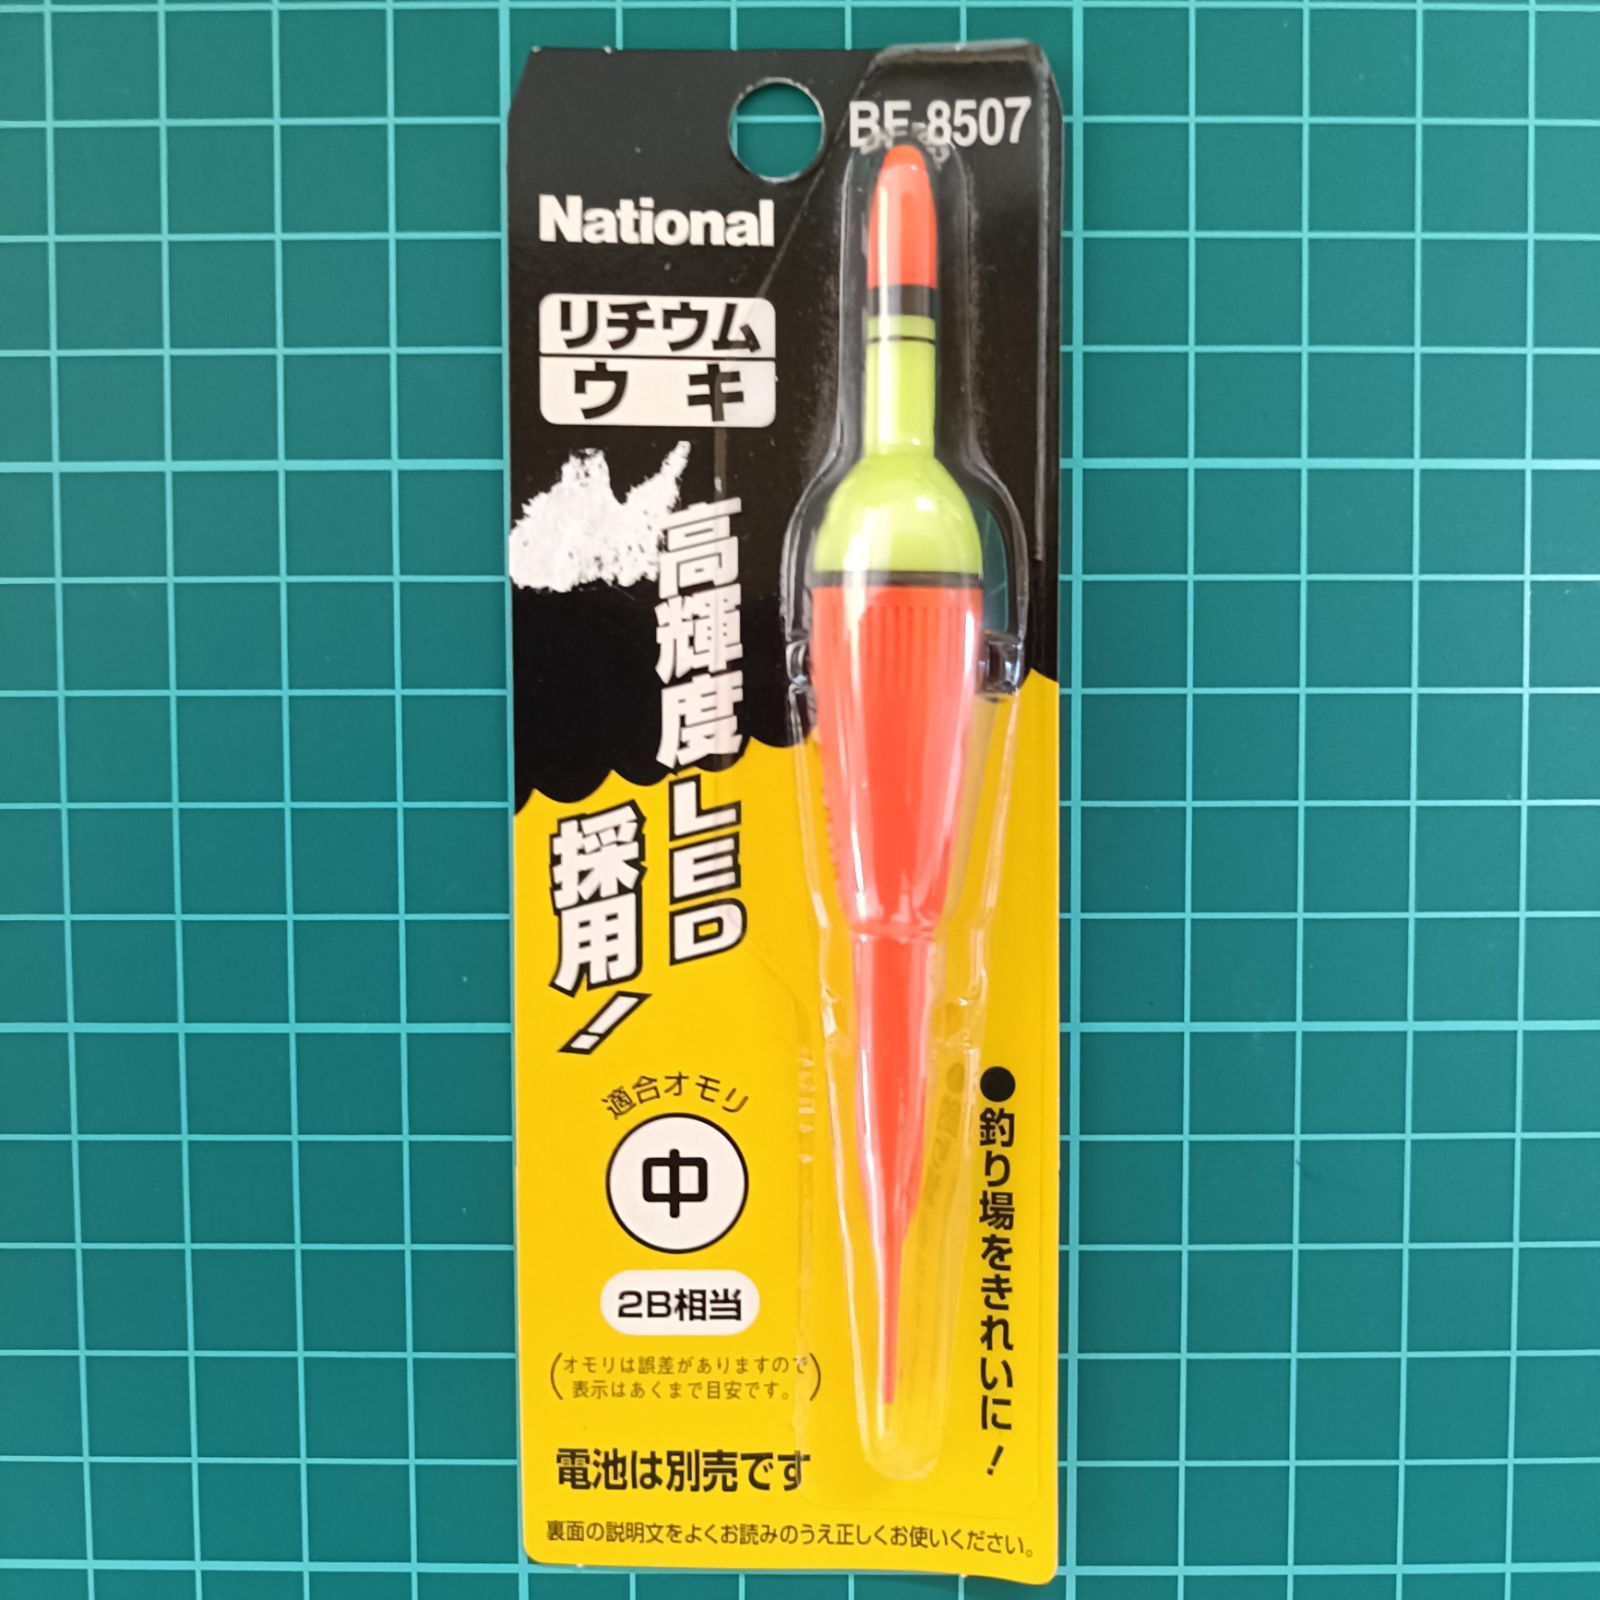 BF-8507
National
リチウム
ウキ
高輝度LED
採用!
適合オモリ
中
2B相当
(オモリは誤差がありますので
表示はあくまで目安です。)
●釣り場をきれいに!
電池は別売です
裏面の説明文をよくお読みのうえ正しくお使いください。